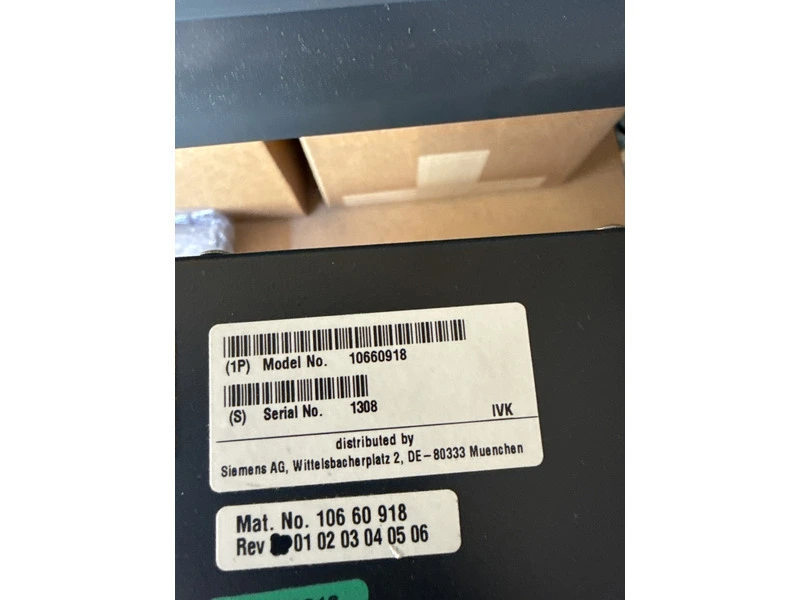 (1P) Model No. 10660918
(S) Serial No. 1308 IVK
distributed by
Siemens AG, Wittelsbacherplatz 2, DE-80333 Muenchen
Mat. No. 106 60 918
Rev 01 02 03 04 05 06